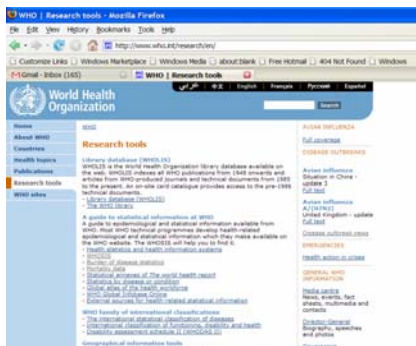 WHO | Research tools - Mozilla Firefox
File Edit View History Bookmarks Tools Help
http://www.who.int/research/en/
Customize Links Windows Marketplace Windows Media about:blank Free Hotmail 404 Not Found Windows
Gmail - Inbox (165) WHO | Research tools
World Health
Organization
عربي 中文 English Français Русский Español
Search
Home
About WHO
Countries
Health topics
Publications
Research tools
WHO sites
WHO
Research tools
Library database (WHOLIS)
WHOLIS is the World Health Organization library database available on
the web. WHOLIS indexes all WHO publications from 1948 onwards and
articles from WHO-produced journals and technical documents from 1985
to the present. An on-site card catalogue provides access to the pre-1986
technical documents.
- Library database (WHOLIS)
- The WHO library
A guide to statistical information at WHO
A guide to epidemiological and statistical information available from
WHO. Most WHO technical programmes develop health-related
epidemiological and statistical information which they make available on
the WHO website. The WHOSIS will help you to find it.
- Health statistics and health information systems
- WHOSIS
- Burden of disease statistics
- Mortality data
- Statistical annexes of The world health report
- Statistics by disease or condition
- Global atlas of the health workforce
- WHO Global InfoBase Online
- External sources for health-related statistical information
WHO family of international classifications
- The international statistical classification of diseases
- International classification of functioning, disability and health
- Disability assessment schedule II (WHODAS II)
Geographical information tools
AVIAN INFLUENZA
Full coverage
DISEASE OUTBREAKS
Avian influenza
Situation in China -
update 3
Full text
Avian influenza
A/(H7N2)
United Kingdom - update
Full text
Disease outbreak news
EMERGENCIES
Health action in crises
GENERAL WHO
INFORMATION
Media centre
News, events, fact
sheets, multimedia and
contacts
Director-General
Biography, speeches
and photos